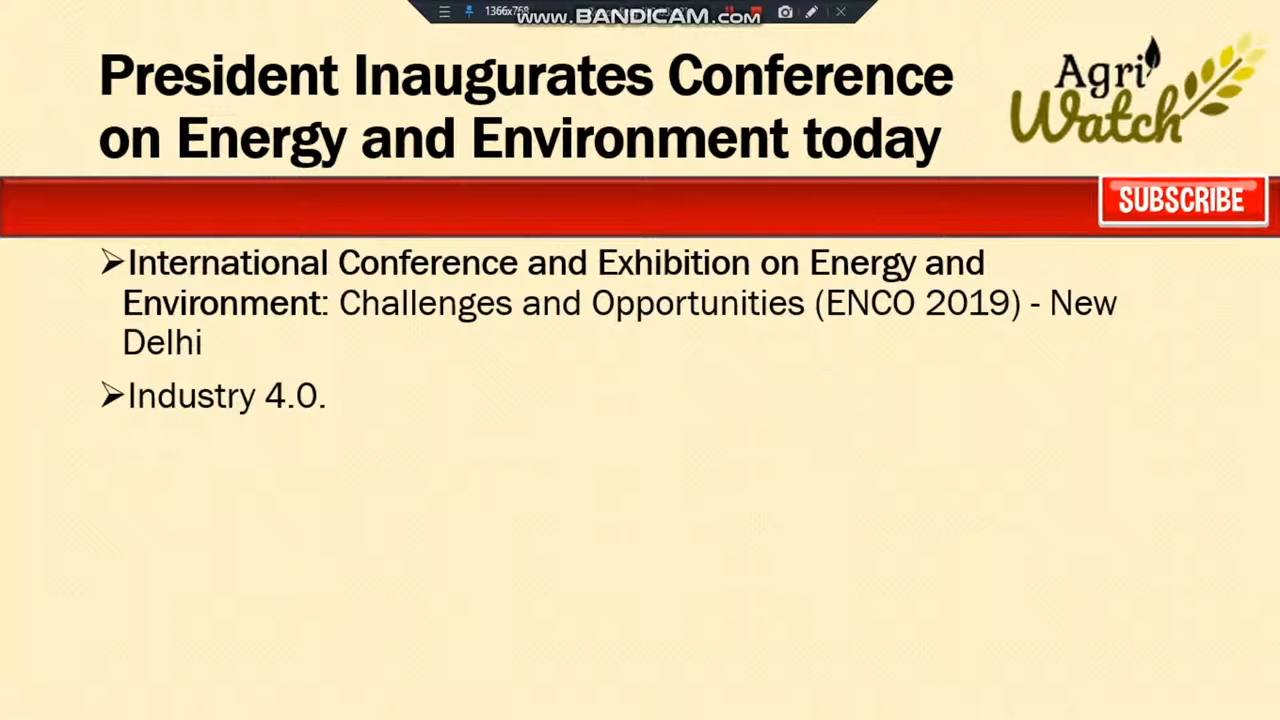 1366x768
www.BANDICAM.com
President Inaugurates Conference
on Energy and Environment today
Agri
Watch
SUBSCRIBE
➢International Conference and Exhibition on Energy and
Environment: Challenges and Opportunities (ENCO 2019) - New
Delhi
➢Industry 4.0.